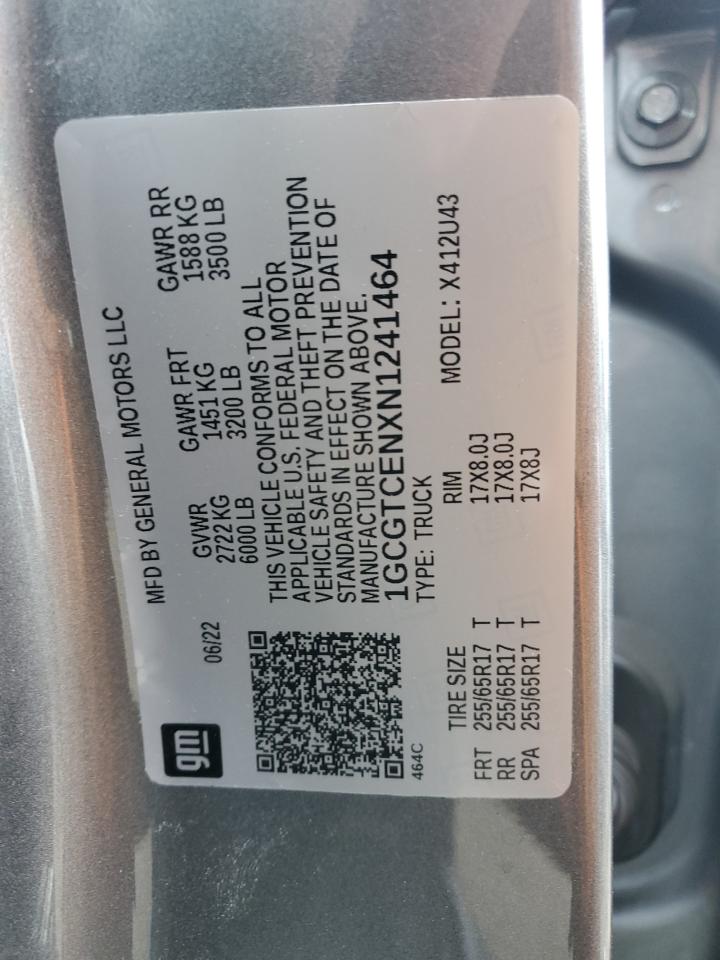 gm
MFD BY GENERAL MOTORS LLC
06/22
GVWR GAWR FRT GAWR RR
2722 KG 1451 KG 1588 KG
6000 LB 3200 LB 3500 LB
THIS VEHICLE CONFORMS TO ALL
APPLICABLE U.S. FEDERAL MOTOR
VEHICLE SAFETY AND THEFT PREVENTION
STANDARDS IN EFFECT ON THE DATE OF
MANUFACTURE SHOWN ABOVE.
1GCGTCENXN1241464
464C
TYPE: TRUCK MODEL: X412U43
TIRE SIZE RIM
FRT 255/65R17 T 17X8.0J
RR 255/65R17 T 17X8.0J
SPA 255/65R17 T 17X8J